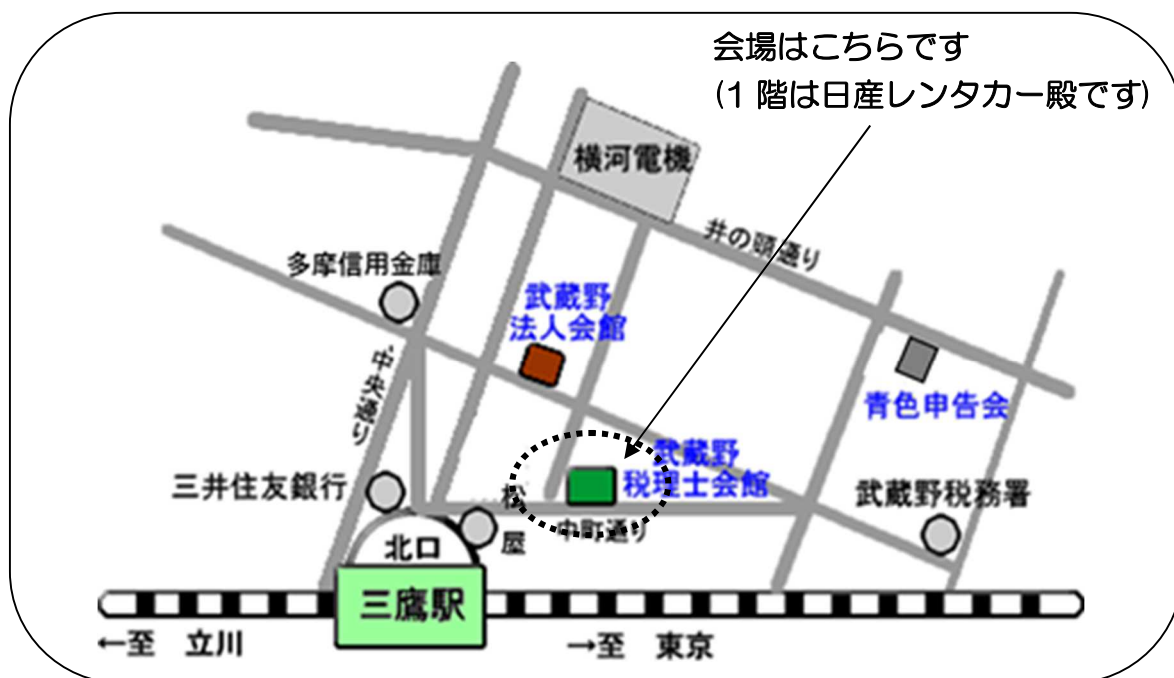 会場はこちらです
(1 階は日産レンタカー殿です)
横河電機
井の頭通り
多摩信用金庫
武蔵野
法人会館
中央通り
青色申告会
武蔵野
税理士会館
三井住友銀行
松
屋
武蔵野税務署
中町通り
北口
三鷹駅
←至 立川
→至 東京